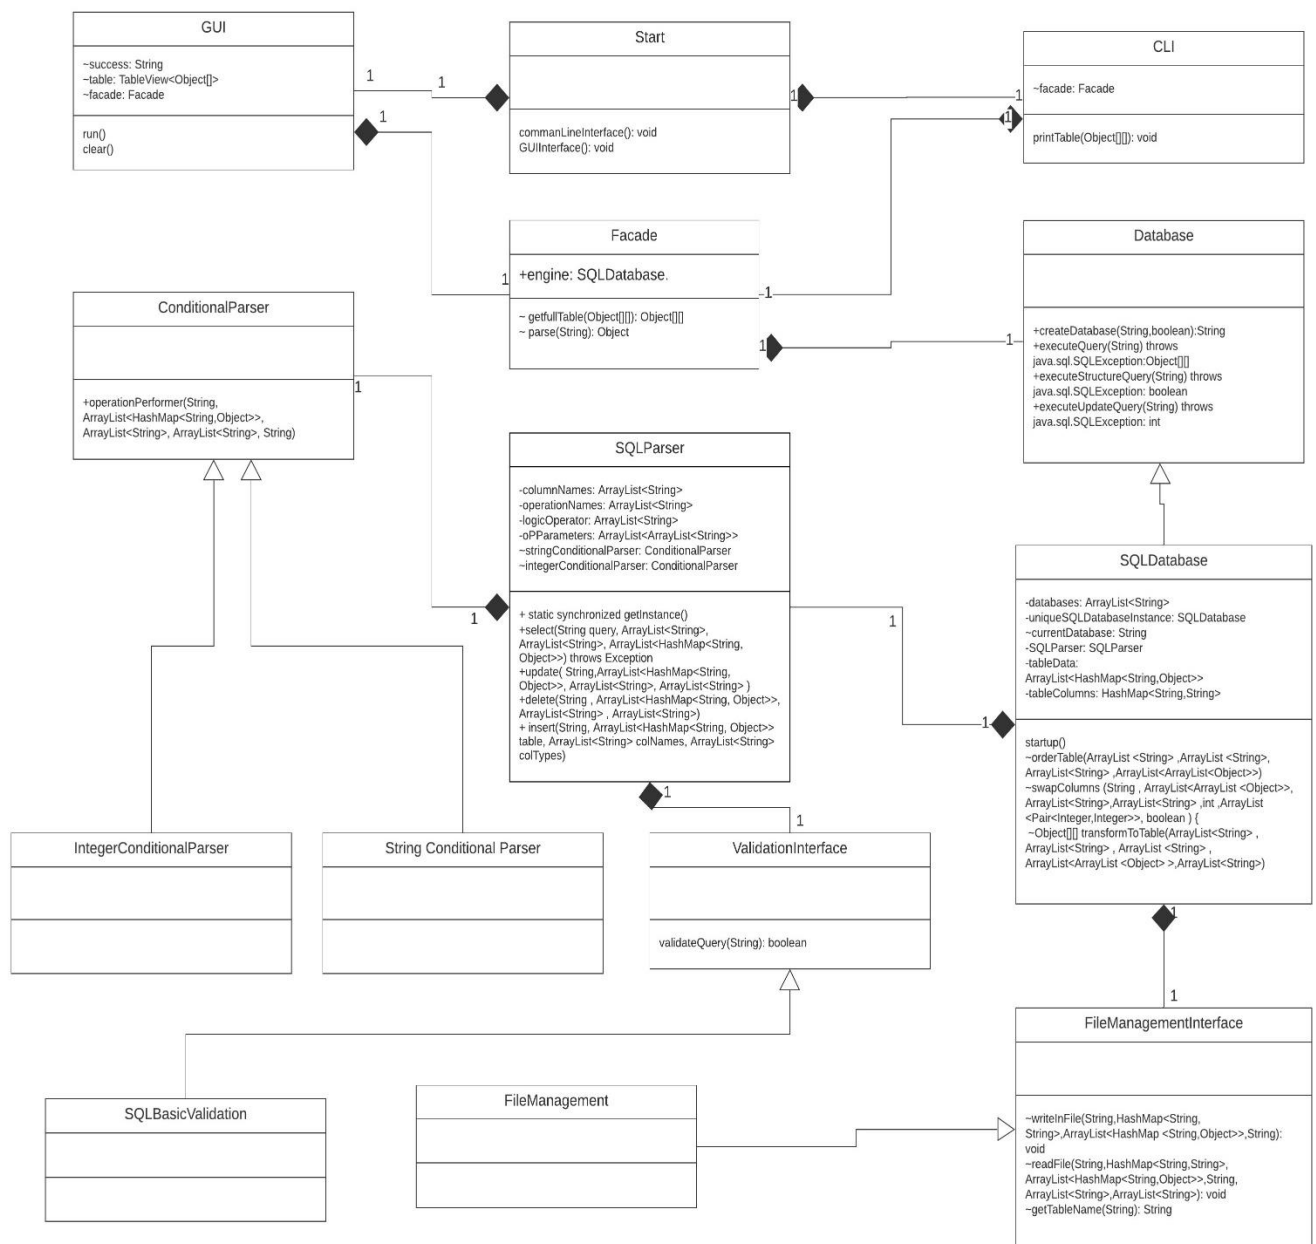 GUI
~success: String
~table: TableView<Object[]>
~facade: Facade
run()
clear()
1
1
1
Start
commanLineInterface(): void
GUIInterface(): void
1
1
1
CLI
~facade: Facade
printTable(Object[][]): void
Facade
+engine: SQLDatabase.
~ getfullTable(Object[][]): Object[][]
~ parse(String): Object
1
1
1
1
Database
+createDatabase(String,boolean):String
+executeQuery(String) throws
java.sql.SQLException:Object[][]
+executeStructureQuery(String) throws
java.sql.SQLException: boolean
+executeUpdateQuery(String) throws
java.sql.SQLException: int
ConditionalParser
+operationPerformer(String,
ArrayList<HashMap<String,Object>>,
ArrayList<String>, ArrayList<String>, String)
1
1
SQLParser
-columnNames: ArrayList<String>
-operationNames: ArrayList<String>
-logicOperator: ArrayList<String>
-oPParameters: ArrayList<ArrayList<String>>
~stringConditionalParser: ConditionalParser
~integerConditionalParser: ConditionalParser
+ static synchronized getInstance()
+select(String query, ArrayList<String>,
ArrayList<String>, ArrayList<HashMap<String,
Object>>) throws Exception
+update( String,ArrayList<HashMap<String,
Object>>, ArrayList<String>, ArrayList<String> )
+delete(String , ArrayList<HashMap<String, Object>>,
ArrayList<String> , ArrayList<String>)
+ insert(String, ArrayList<HashMap<String, Object>>
table, ArrayList<String> colNames, ArrayList<String>
colTypes)
1
1
1
1
SQLDatabase
-databases: ArrayList<String>
-uniqueSQLDatabaseInstance: SQLDatabase
~currentDatabase: String
-SQLParser: SQLParser
-tableData:
ArrayList<HashMap<String,Object>>
-tableColumns: HashMap<String,String>
startup()
~orderTable(ArrayList <String> ,ArrayList <String>,
ArrayList<String> ,ArrayList<ArrayList<Object>>)
~swapColumns (String , ArrayList<ArrayList <Object>>,
ArrayList<String>,ArrayList<String> ,int ,ArrayList
<Pair<Integer,Integer>>, boolean ) {
~Object[][] transformToTable(ArrayList<String> ,
ArrayList<String> , ArrayList <String> ,
ArrayList<ArrayList <Object> >,ArrayList<String>)
1
1
IntegerConditionalParser
String Conditional Parser
ValidationInterface
validateQuery(String): boolean
SQLBasicValidation
FileManagement
FileManagementInterface
~writeInFile(String,HashMap<String,
String>,ArrayList<HashMap <String,Object>>,String):
void
~readFile(String,HashMap<String,String>,
ArrayList<HashMap<String,Object>>,String,
ArrayList<String>,ArrayList<String>): void
~getTableName(String): String